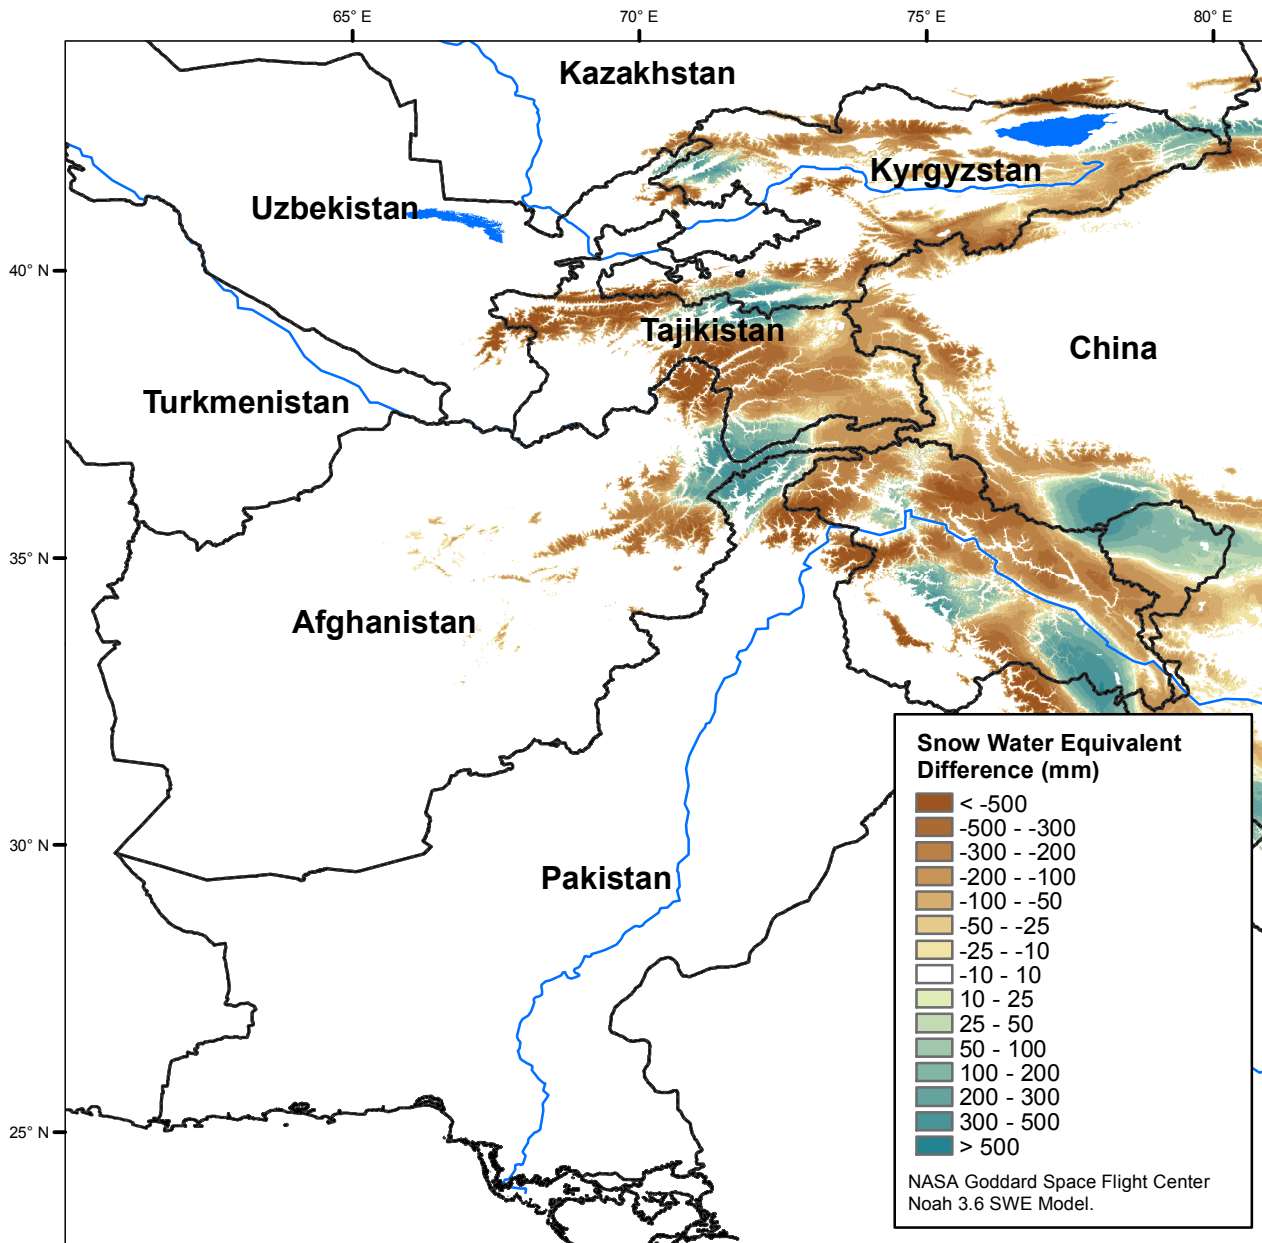 65° E
70° E
75° E
80° E
Kazakhstan
Kyrgyzstan
Uzbekistan
40° N
Tajikistan
China
Turkmenistan
35° N
Afghanistan
30° N
Pakistan
25° N
Snow Water Equivalent
Difference (mm)
< -500
-500 - -300
-300 - -200
-200 - -100
-100 - -50
-50 - -25
-25 - -10
-10 - 10
10 - 25
25 - 50
50 - 100
100 - 200
200 - 300
300 - 500
> 500
NASA Goddard Space Flight Center
Noah 3.6 SWE Model.